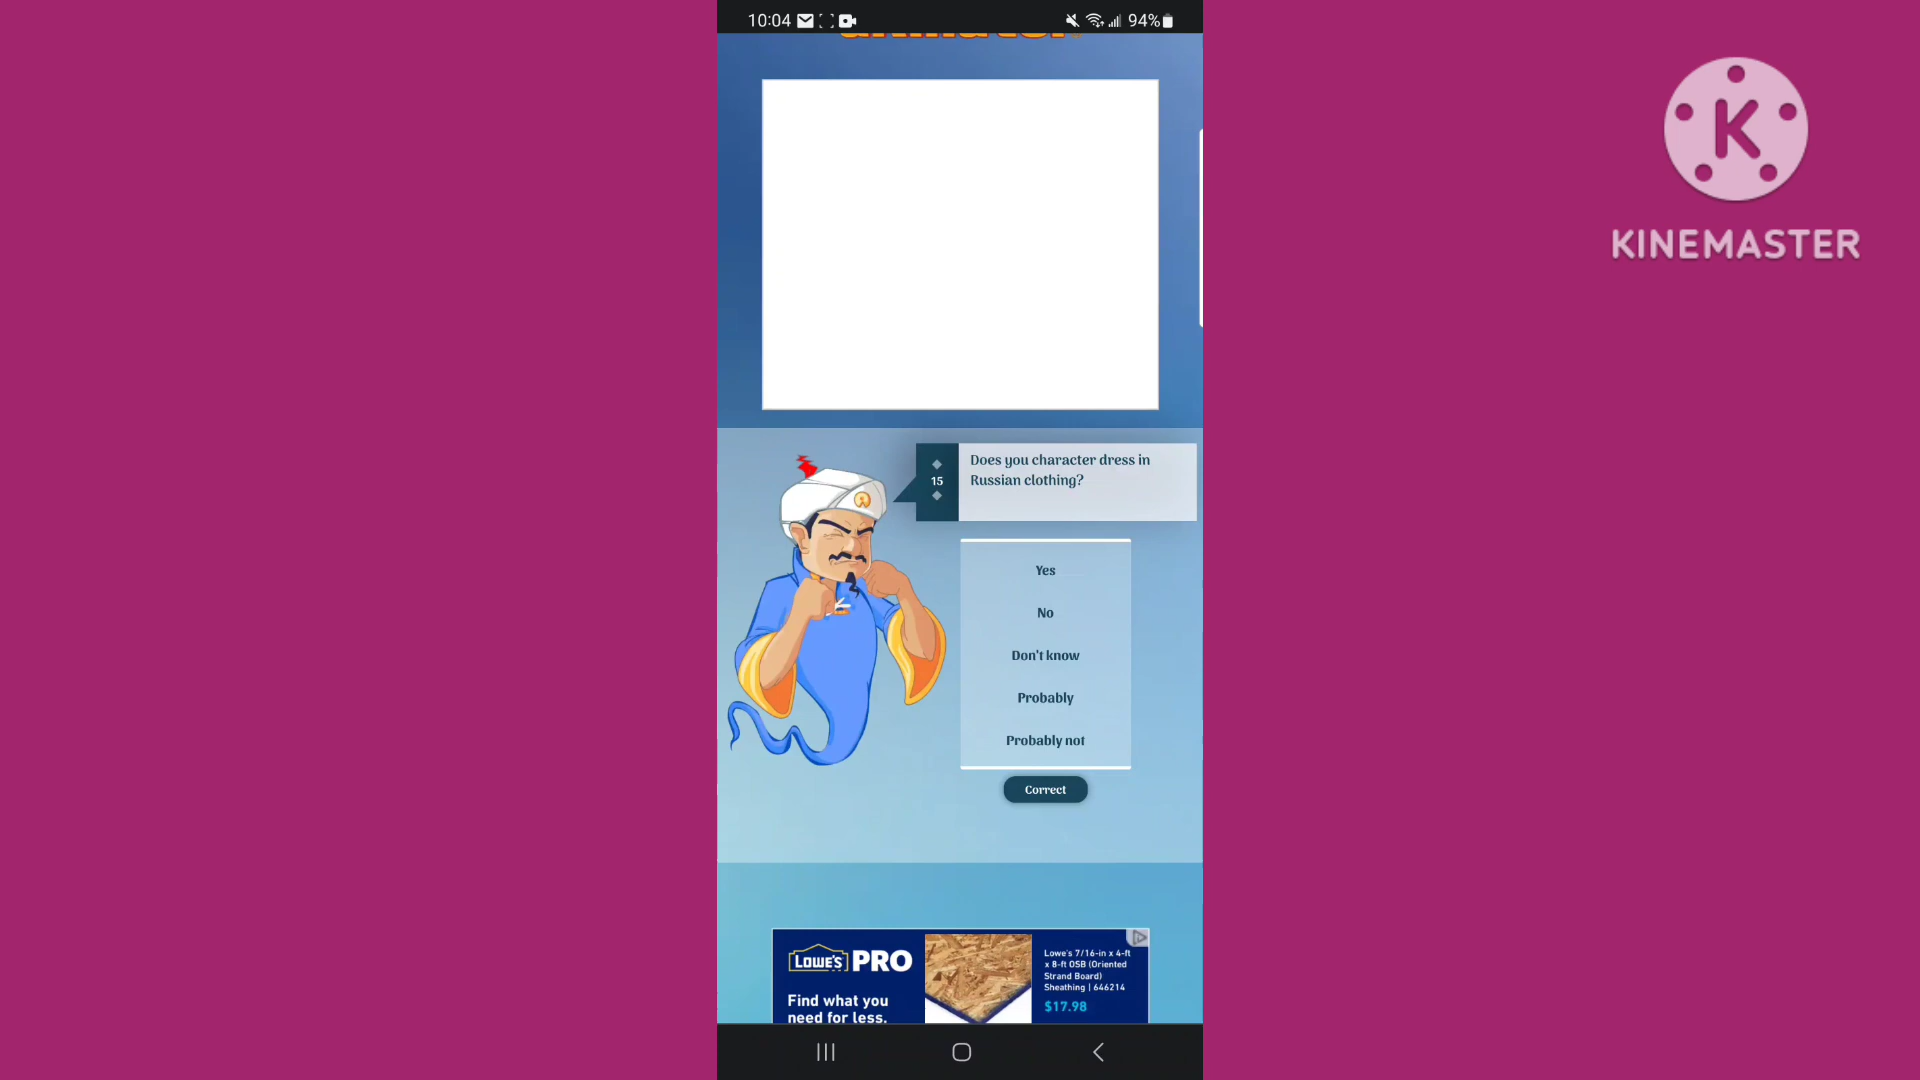 10:04
94%
K
KINEMASTER
15
Does you character dress in
Russian clothing?
Yes
No
Don't know
Probably
Probably not
Correct
LOWE'S PRO
Find what you
need for less.
Lowe's 7/16-in x 4-ft
x 8-ft OSB (Oriented
Strand Board)
Sheathing | 646214
$17.98